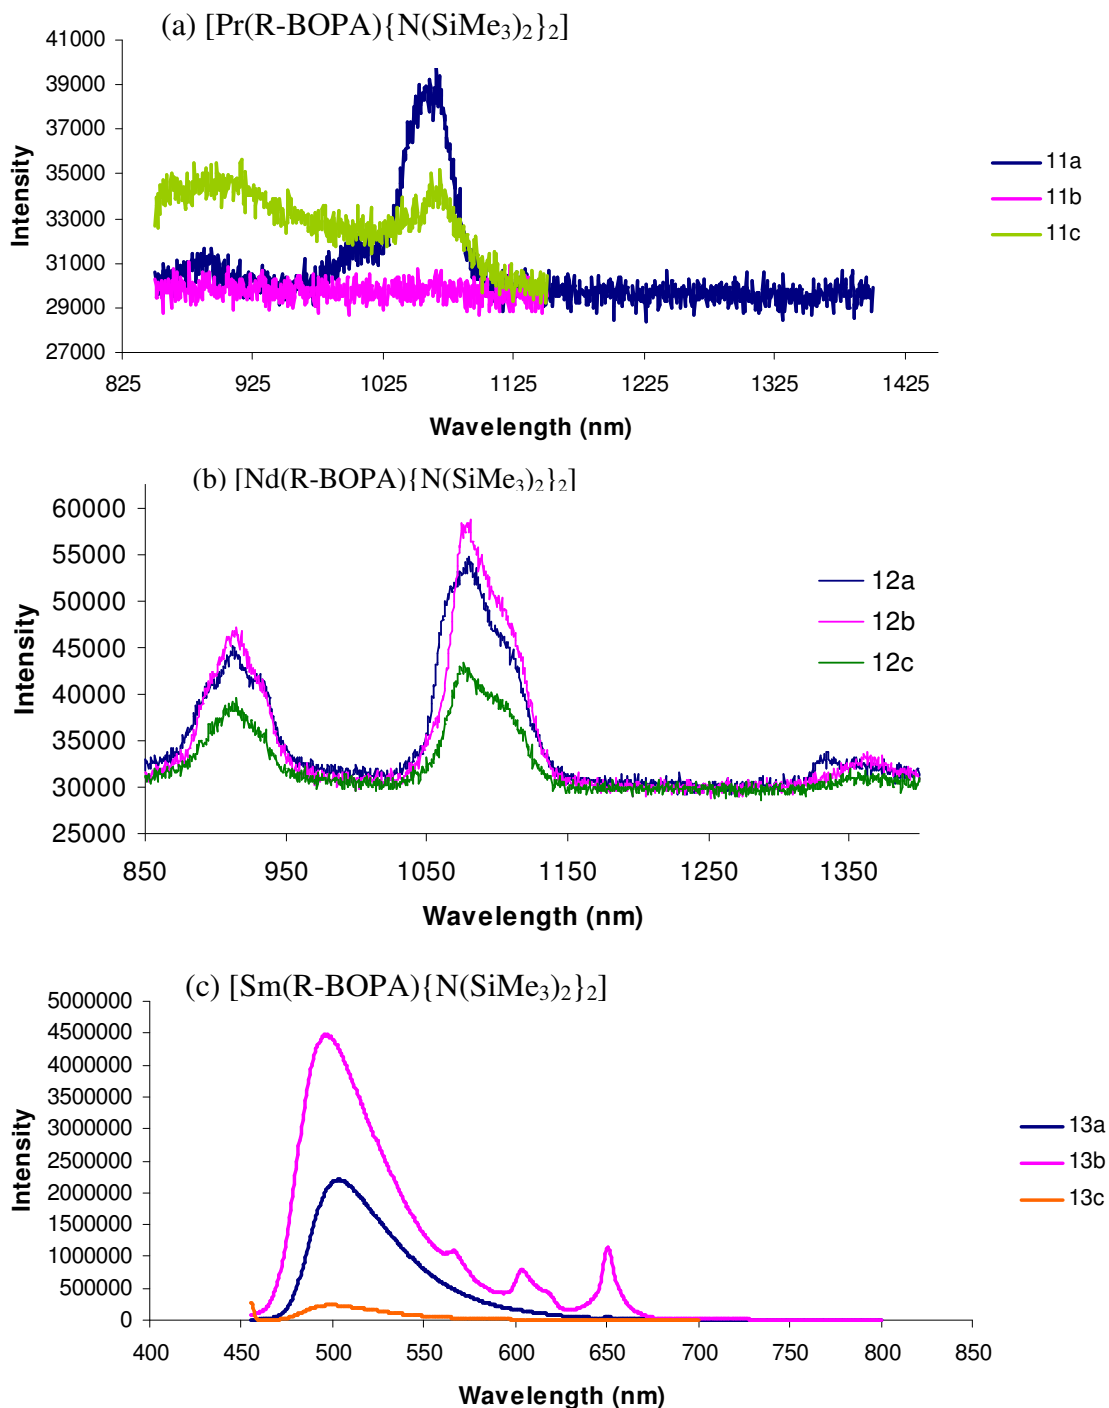 (a) [Pr(R-BOPA){N(SiMe3)2}2]
41000
39000
37000
35000
33000
31000
29000
27000
Intensity
825 925 1025 1125 1225 1325 1425
Wavelength (nm)
11a
11b
11c
(b) [Nd(R-BOPA){N(SiMe3)2}2]
60000
55000
50000
45000
40000
35000
30000
25000
Intensity
850 950 1050 1150 1250 1350
Wavelength (nm)
12a
12b
12c
(c) [Sm(R-BOPA){N(SiMe3)2}2]
5000000
4500000
4000000
3500000
3000000
2500000
2000000
1500000
1000000
500000
0
Intensity
400 450 500 550 600 650 700 750 800 850
Wavelength (nm)
13a
13b
13c